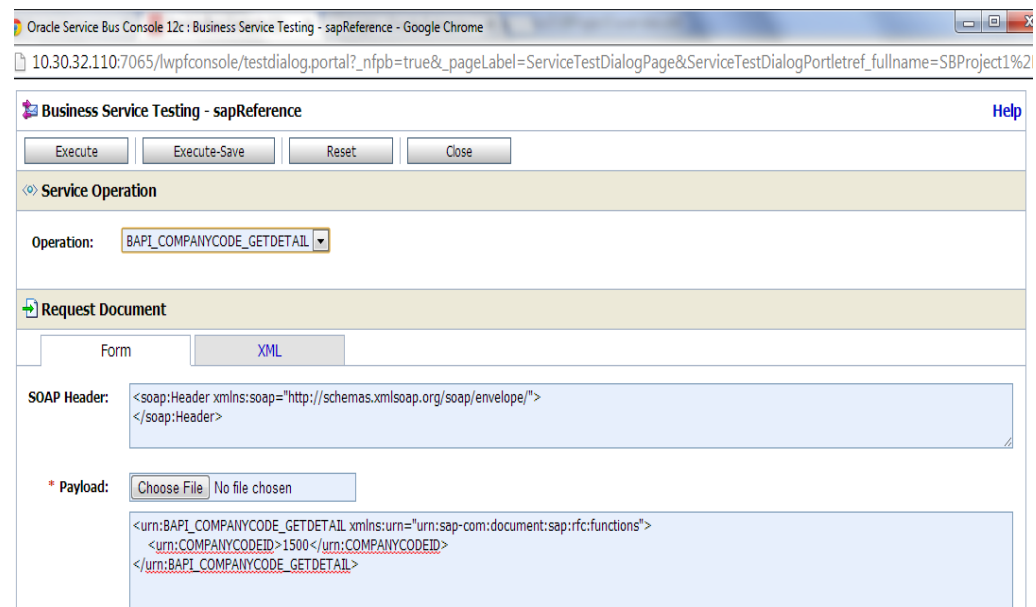 Oracle Service Bus Console 12c : Business Service Testing - sapReference - Google Chrome
10.30.32.110:7065/lwpfconsole/testdialog.portal?_nfpb=true&_pageLabel=ServiceTestDialogPage&ServiceTestDialogPortletref_fullname=SBProject1%2
Business Service Testing - sapReference Help
Execute Execute-Save Reset Close
Service Operation
Operation: BAPI_COMPANYCODE_GETDETAIL
Request Document
Form XML
SOAP Header: <soap:Header xmlns:soap="http://schemas.xmlsoap.org/soap/envelope/">
</soap:Header>
* Payload: Choose File No file chosen
<urn:BAPI_COMPANYCODE_GETDETAIL xmlns:urn="urn:sap-com:document:sap:rfc:functions">
<urn:COMPANYCODEID>1500</urn:COMPANYCODEID>
</urn:BAPI_COMPANYCODE_GETDETAIL>